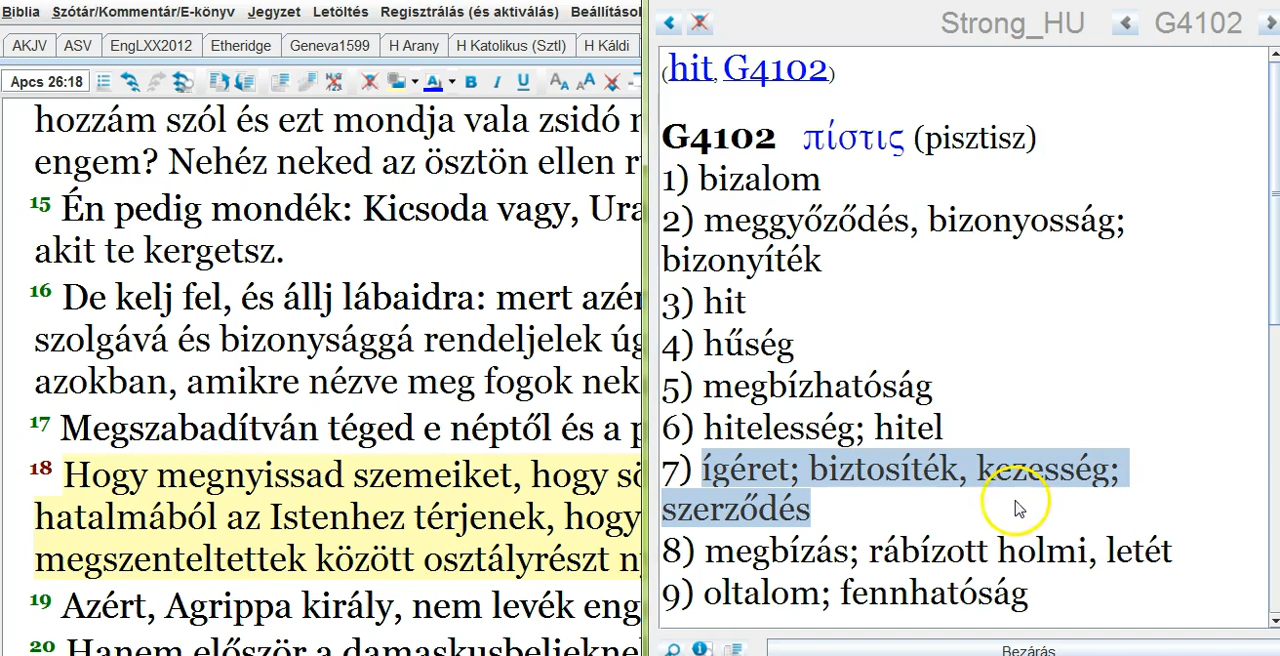 Biblia Szótár/Kommentár/E-könyv Jegyzet Letöltés Regisztrálás (és aktiválás)
AKJV ASV EngLXX2012 Etheridge Geneva1599 H Arany H Katolikus (SztI) H Káldi
Apcs 26:18
hozzám szól és ezt mondja vala zsidó
engem? Nehéz neked az ösztön ellen
15 Én pedig mondék: Kicsoda vagy,
akit te kergetsz.
16 De kelj fel, és állj lábaidra: mert
szolgává és bizonysággá rendeljelek
azokban, amikre nézve meg fogok
17 Megszabadítván téged e néptől és a
18 Hogy megnyissad szemeiket, hogy
hatalmából az Istenhez térjenek, hogy
megszenteltettek között osztályrészt
19 Azért, Agrippa király, nem levék
20 Hanem először a
Strong_HU G4102
(hit, G4102)
G4102 πίστις (pisztisz)
1) bizalom
2) meggyőződés, bizonyosság;
bizonyíték
3) hit
4) hűség
5) megbízhatóság
6) hitelesség; hitel
7) ígéret; biztosíték, kezesség;
szerződés
8) megbízás; rábízott holmi, letét
9) oltalom; fennhatóság
Bezárás